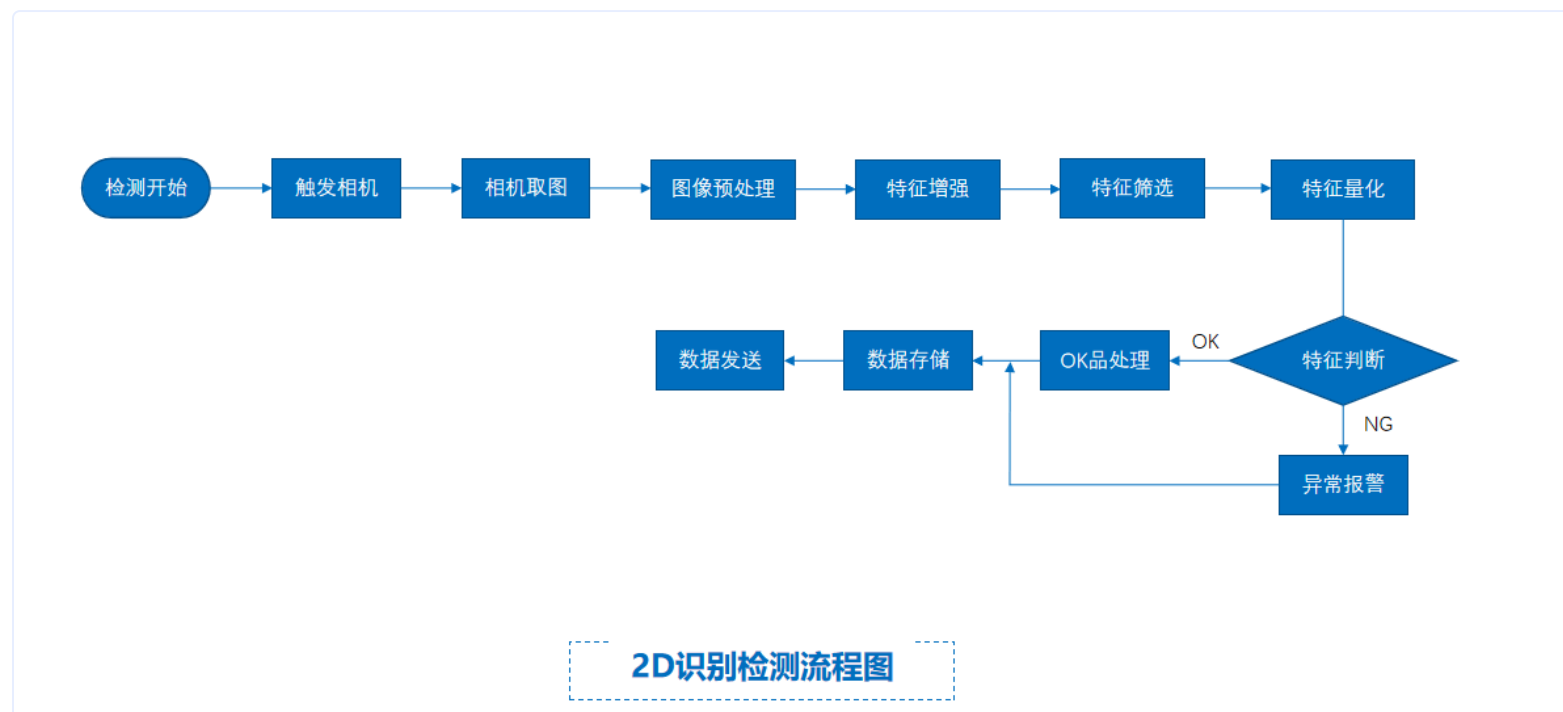 检测开始
触发相机
相机取图
图像预处理
特征增强
特征筛选
特征量化
特征判断
OK
OK品处理
数据存储
数据发送
NG
异常报警
2D识别检测流程图